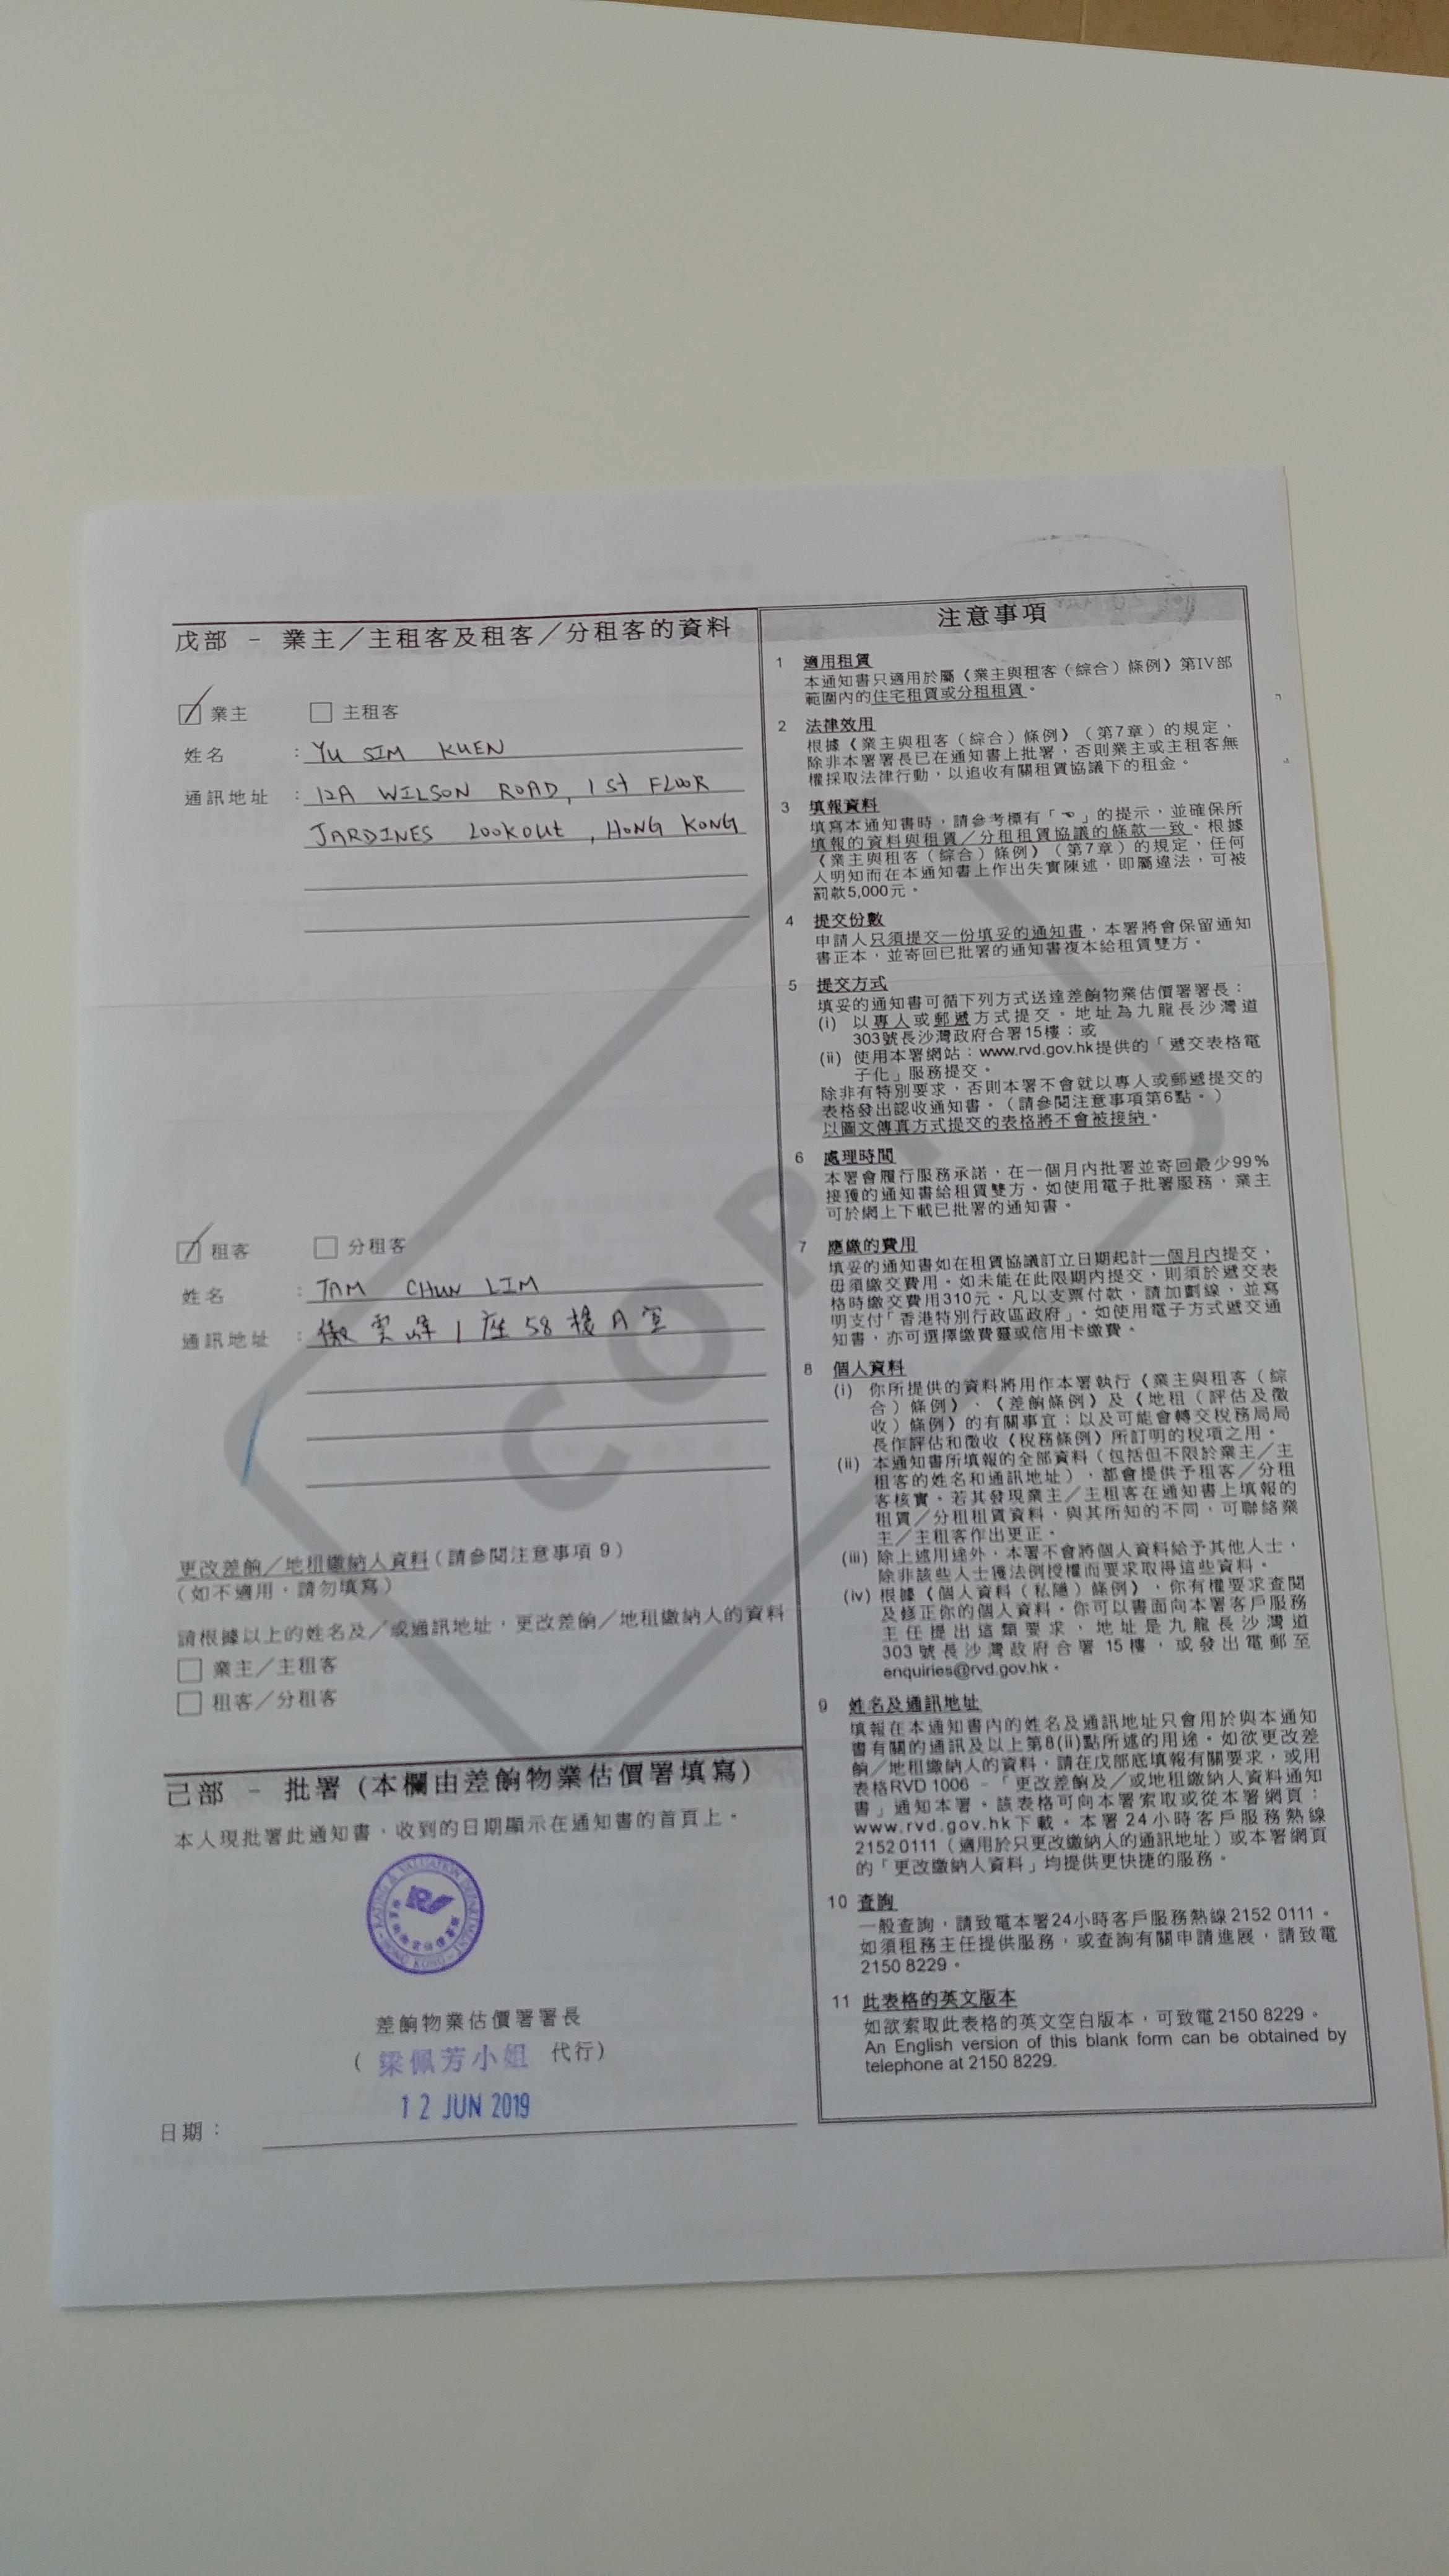 戊部 － 業主／主租客及租客／分租客的資料
業主 主租客
姓名 : YU SIM KUEN
通訊地址 : 12A WILSON ROAD, 1st FLOOR
JARDINES LOOKOUT, HONG KONG
租客 分租客
姓名 : TAM CHUN LIM
通訊地址 : 傲雲峰1座58樓A室
更改差餉／地租繳納人資料(請參閱注意事項 9)
(如不適用，請勿填寫)
請根據以上的姓名及／或通訊地址，更改差餉／地租繳納人的資料
業主／主租客
租客／分租客
己部 － 批署 (本欄由差餉物業估價署填寫)
本人現批署此通知書，收到的日期顯示在通知書的首頁上。
RATING & VALUATION DEPARTMENT
HONG KONG
差餉物業估價署署長
( 梁佩芳小姐 代行)
12 JUN 2019
日期：
COPY
注意事項
1 適用租賃
本通知書只適用於屬《業主與租客（綜合）條例》第IV部
範圍內的住宅租賃或分租租賃。
2 法律效用
根據《業主與租客（綜合）條例》（第7章）的規定，
除非本署署長已在通知書上批署，否則業主或主租客無
權採取法律行動，以追收有關租賃協議下的租金。
3 填報資料
填寫本通知書時，請參考標有「☜」的提示，並確保所
填報的資料與租賃／分租租賃協議的條款一致。根據
《業主與租客（綜合）條例》（第7章）的規定，任何
人明知而在本通知書上作出失實陳述，即屬違法，可被
罰款5,000元。
4 提交份數
申請人只須提交一份填妥的通知書，本署將會保留通知
書正本，並寄回已批署的通知書複本給租賃雙方。
5 提交方式
填妥的通知書可循下列方式送達差餉物業估價署署長：
(i) 以專人或郵遞方式提交。地址為九龍長沙灣道
303號長沙灣政府合署15樓；或
(ii) 使用本署網站：www.rvd.gov.hk提供的「遞交表格電
子化」服務提交。
除非有特別要求，否則本署不會就以專人或郵遞提交的
表格發出認收通知書。（請參閱注意事項第6點。）
以圖文傳真方式提交的表格將不會被接納。
6 處理時間
本署會履行服務承諾，在一個月內批署並寄回最少99%
接獲的通知書給租賃雙方。如使用電子批署服務，業主
可於網上下載已批署的通知書。
7 應繳的費用
填妥的通知書如在租賃協議訂立日期起計一個月內提交，
毋須繳交費用。如未能在此限期內提交，則須於遞交表
格時繳交費用310元。凡以支票付款，請加劃線，並寫
明支付「香港特別行政區政府」。如使用電子方式遞交通
知書，亦可選擇繳費靈或信用卡繳費。
8 個人資料
(i) 你所提供的資料將用作本署執行《業主與租客（綜
合）條例》、《差餉條例》及《地租（評估及徵
收）條例》的有關事宜；以及可能會轉交稅務局局
長作評估和徵收《稅務條例》所訂明的稅項之用。
(ii) 本通知書所填報的全部資料（包括但不限於業主／主
租客的姓名和通訊地址），都會提供予租客／分租
客核實。若其發現業主／主租客在通知書上填報的
租賃／分租租賃資料，與其所知的不同，可聯絡業
主／主租客作出更正。
(iii) 除上述用途外，本署不會將個人資料給予其他人士，
除非該些人士獲法例授權而要求取得這些資料。
(iv) 根據《個人資料（私隱）條例》，你有權要求查閱
及修正你的個人資料。你可以書面向本署客戶服務
主任提出這類要求，地址是九龍長沙灣道
303號長沙灣政府合署15樓，或發出電郵至
enquiries@rvd.gov.hk。
9 姓名及通訊地址
填報在本通知書內的姓名及通訊地址只會用於與本通知
書有關的通訊及以上第8(ii)點所述的用途。如欲更改差
餉／地租繳納人的資料，請在戊部底填報有關要求，或用
表格RVD 1006 －「更改差餉及／或地租繳納人資料通知
書」通知本署。該表格可向本署索取或從本署網頁：
www.rvd.gov.hk下載。本署24小時客戶服務熱線
2152 0111（適用於只更改繳納人的通訊地址）或本署網頁
的「更改繳納人資料」均提供更快捷的服務。
10 查詢
一般查詢，請致電本署24小時客戶服務熱線2152 0111。
如須租務主任提供服務，或查詢有關申請進展，請致電
2150 8229。
11 此表格的英文版本
如欲索取此表格的英文空白版本，可致電2150 8229。
An English version of this blank form can be obtained by
telephone at 2150 8229.